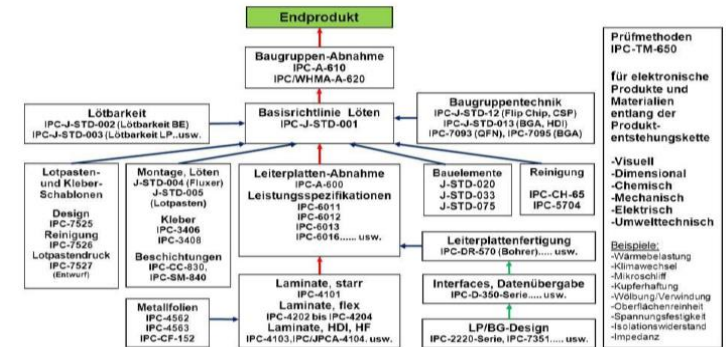 Endprodukt
Baugruppen-Abnahme
IPC-A-610
IPC/WHMA-A-620
Lötbarkeit
IPC-J-STD-002 (Lötbarkeit BE)
IPC-J-STD-003 (Lötbarkeit LP..usw.
Basisrichtlinie Löten
IPC-J-STD-001
Baugruppentechnik
IPC-J-STD-12 (Flip Chip, CSP)
IPC-J-STD-013 (BGA, HDI)
IPC-7093 (QFN), IPC-7095 (BGA)
Lotpasten-
und Kleber-
Schablonen
Design
IPC-7525
Reinigung
IPC-7526
Lotpastendruck
IPC-7527
(Entwurf)
Montage, Löten
J-STD-004 (Fluxer)
J-STD-005
(Lotpasten)
Kleber
IPC-3406
IPC-3408
Beschichtungen
IPC-CC-830,
IPC-SM-840
Leiterplatten-Abnahme
IPC-A-600
Leistungsspezifikationen
IPC-6011
IPC-6012
IPC-6013
IPC-6016...... usw.
Bauelemente
J-STD-020
J-STD-033
J-STD-075
Reinigung
IPC-CH-65
IPC-5704
Leiterplattenfertigung
IPC-DR-570 (Bohrer)..... usw.
Interfaces, Datenübergabe
IPC-D-350-Serie..... usw.
LP/BG-Design
IPC-2220-Serie, IPC-7351..... usw.
Metallfolien
IPC-4562
IPC-4563
IPC-CF-152
Laminate, starr
IPC-4101
Laminate, flex
IPC-4202 bis IPC-4204
Laminate, HDI, HF
IPC-4103,IPC/JPCA-4104. usw.
Prüfmethoden
IPC-TM-650
für elektronische
Produkte und
Materialien
entlang der
Produkt-
entstehungskette
-Visuell
-Dimensional
-Chemisch
-Mechanisch
-Elektrisch
-Umwelttechnisch
Beispiele:
-Wärmebelastung
-Klimawechsel
-Mikroschliff
-Kupferhaftung
-Wölbung/Verwindung
-Oberflächenreinheit
-Spannungsfestigkeit
-Isolationswiderstand
-Impedanz